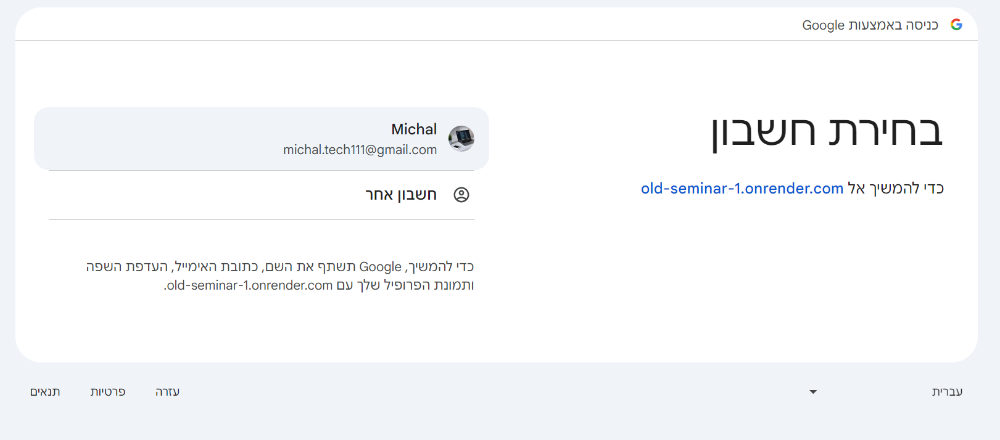 כניסה באמצעות Google
בחירת חשבון
כדי להמשיך אל old-seminar-1.onrender.com
Michal
michal.tech111@gmail.com
חשבון אחר
כדי להמשיך, Google תשתף את השם, כתובת האימייל, העדפת השפה
ותמונת הפרופיל שלך עם old-seminar-1.onrender.com.
עברית
עזרה
פרטיות
תנאים